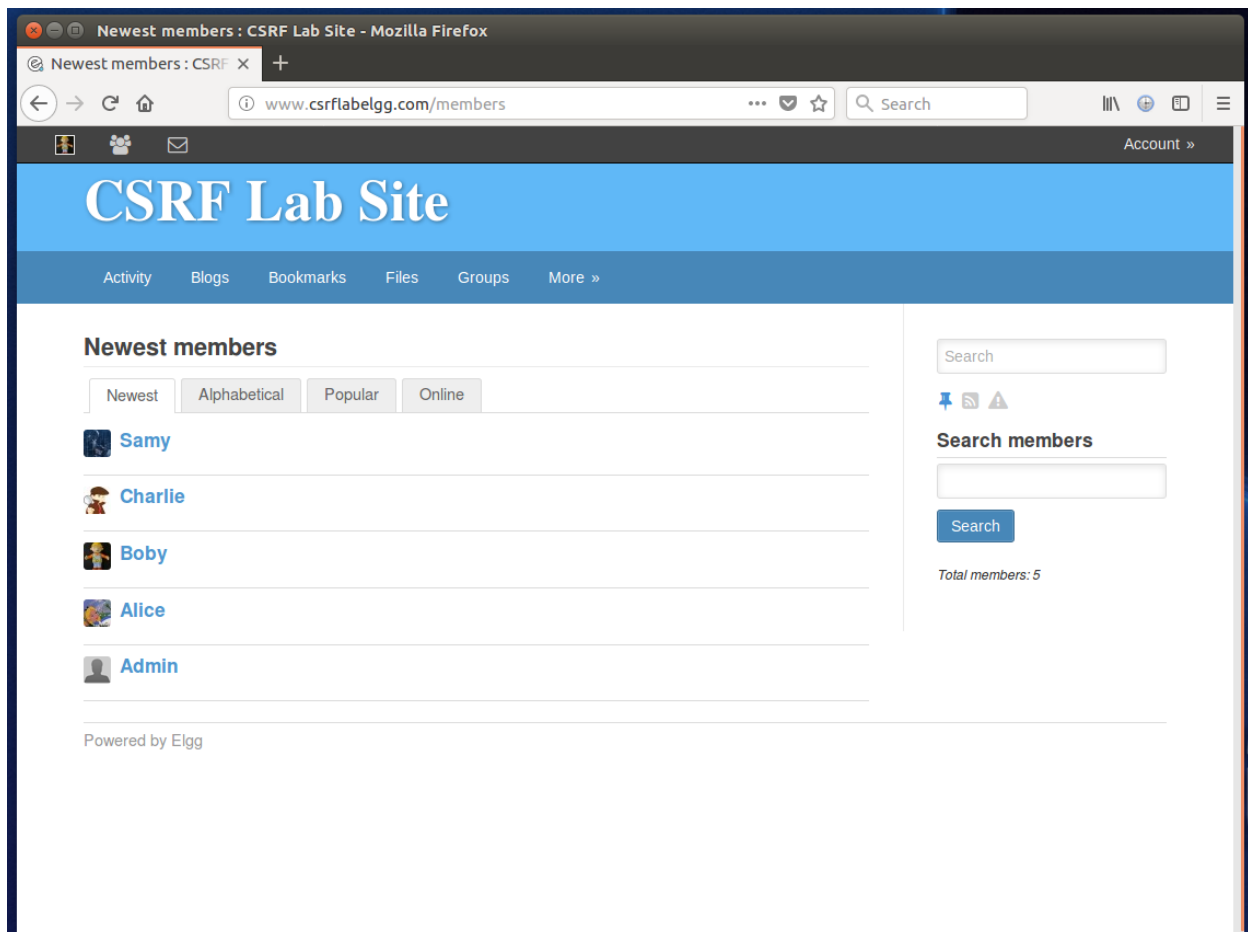 Newest members : CSRF Lab Site - Mozilla Firefox
Newest members : CSRF
www.csrflabelgg.com/members
Search
Account »
CSRF Lab Site
Activity Blogs Bookmarks Files Groups More »
Newest members
Search
Newest Alphabetical Popular Online
Samy
Search members
Charlie
Search
Boby
Total members: 5
Alice
Admin
Powered by Elgg